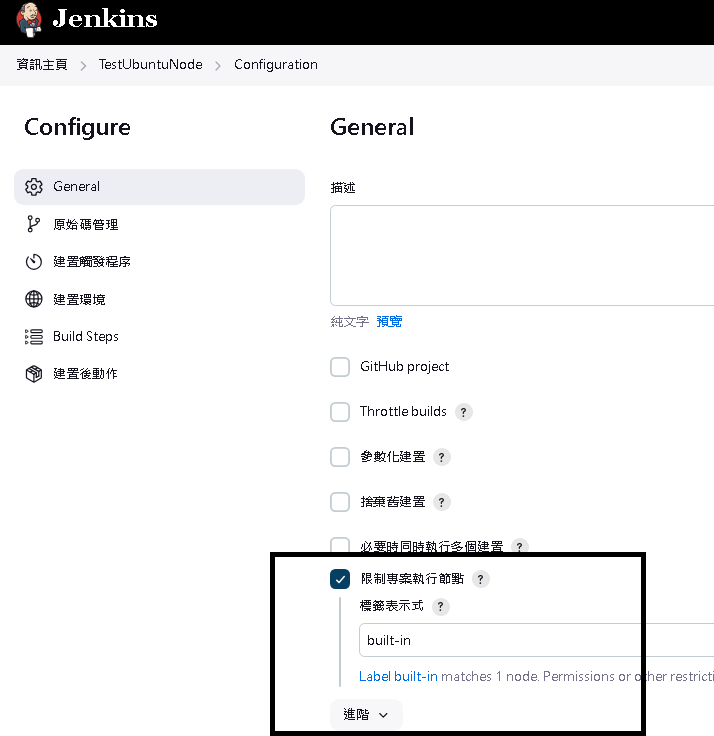 Jenkins
資訊主頁 > TestUbuntuNode > Configuration
Configure
General
原始碼管理
建置觸發程序
建置環境
Build Steps
建置後動作
General
描述
純文字 預覽
GitHub project
Throttle builds ?
參數化建置 ?
捨棄舊建置 ?
必要時同時執行多個建置 ?
限制專案執行節點 ?
標籤表示式 ?
built-in
Label built-in matches 1 node. Permissions or other restricti
進階